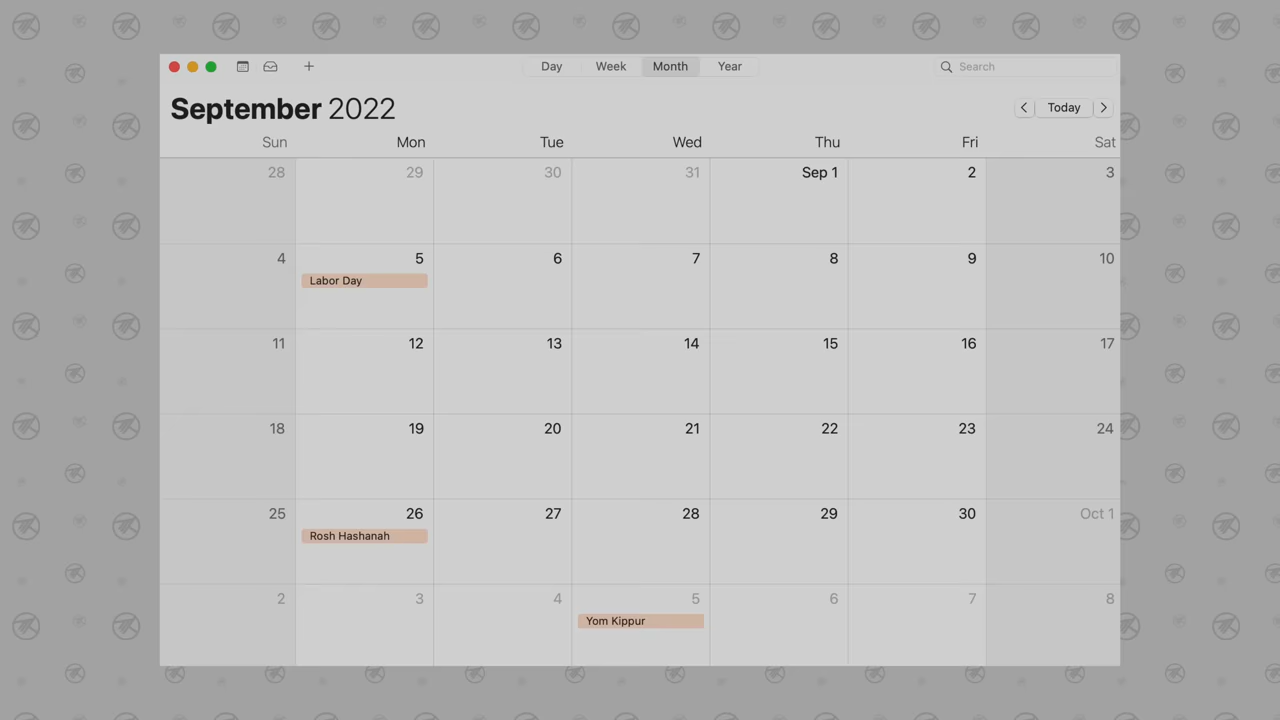 Day Week Month Year Search
September 2022 Today
Sun Mon Tue Wed Thu Fri Sat
28 29 30 31 Sep 1 2 3
4 5 6 7 8 9 10
Labor Day
11 12 13 14 15 16 17
18 19 20 21 22 23 24
25 26 27 28 29 30 Oct 1
Rosh Hashanah
2 3 4 5 6 7 8
Yom Kippur